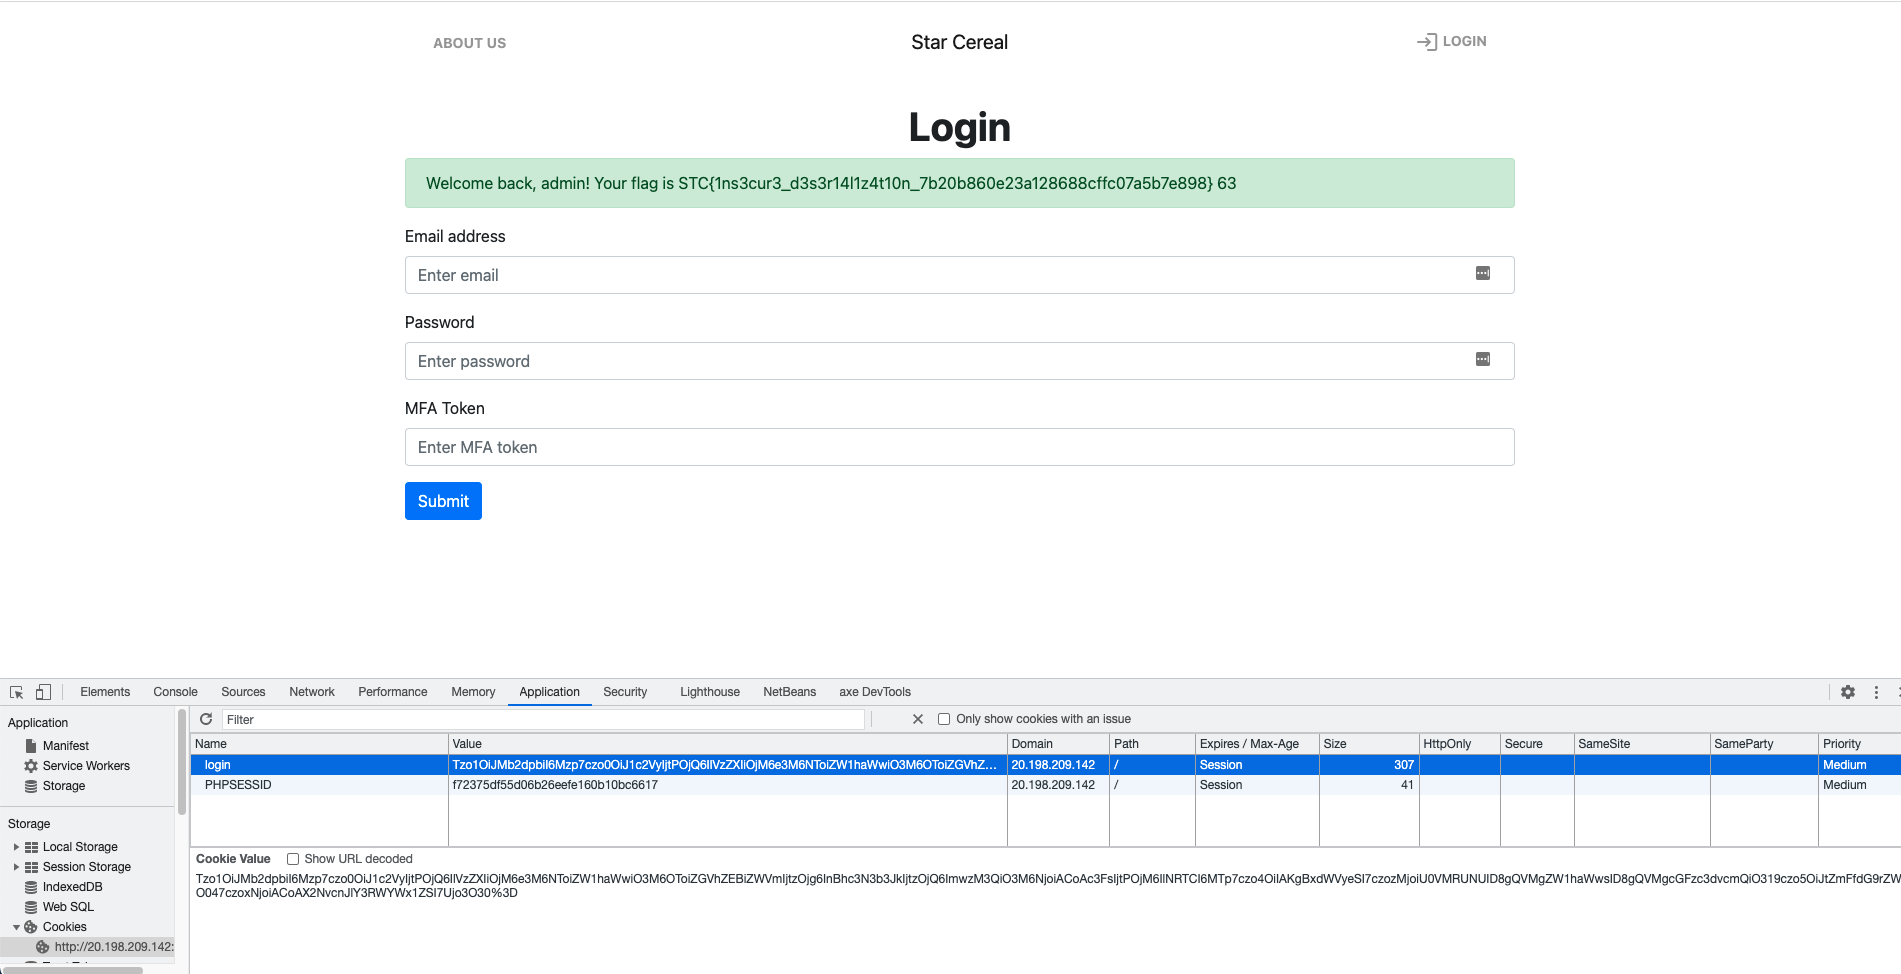 ABOUT US Star Cereal LOGIN
Login
Welcome back, admin! Your flag is STC{1ns3cur3_d3s3r14l1z4t10n_7b20b860e23a128688cffc07a5b7e898} 63
Email address
Enter email
Password
Enter password
MFA Token
Enter MFA token
Submit
Elements Console Sources Network Performance Memory Application Security Lighthouse NetBeans axe DevTools
Application
Manifest
Service Workers
Storage
Storage
Local Storage
Session Storage
IndexedDB
Web SQL
Cookies
http://20.198.209.142:
Filter Only show cookies with an issue
Name Value Domain Path Expires / Max-Age Size HttpOnly Secure SameSite SameParty Priority
login 20.198.209.142 / Session 307 Medium
PHPSESSID f72375df55d06b26eefe160b10bc6617 20.198.209.142 / Session 41 Medium
Cookie Value Show URL decoded